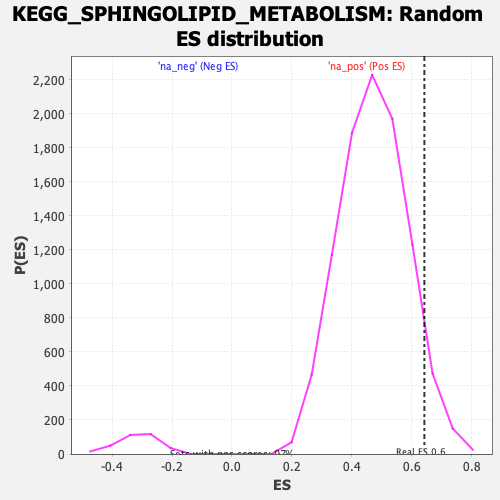 KEGG_SPHINGOLIPID_METABOLISM: Random
ES distribution
'na_neg' (Neg ES)
'na_pos' (Pos ES)
2,200
2,000
1,800
1,600
1,400
1,200
1,000
800
600
400
200
0
P(ES)
Sets with pos scores: 97%
Real ES 0.6
-0.4
-0.2
0.0
0.2
0.4
0.6
0.8
ES